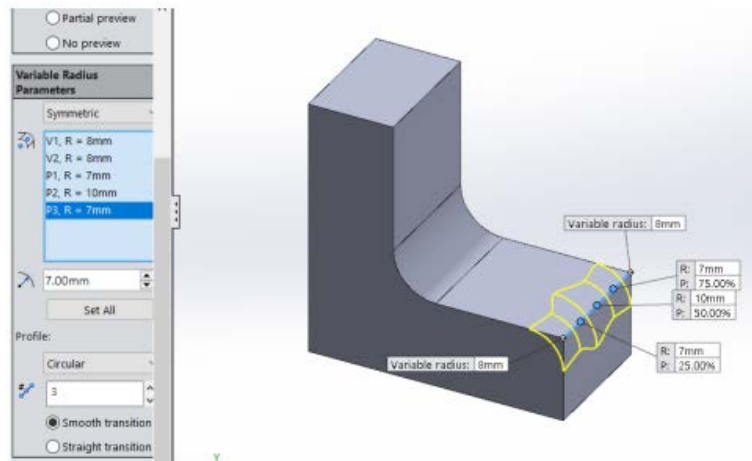 Partial preview
No preview
Variable Radius
Parameters
Symmetric
V1, R = 8mm
V2, R = 8mm
P1, R = 7mm
P2, R = 10mm
P3, R = 7mm
7.00mm
Set All
Profile:
Circular
3
Smooth transition
Straight transition
Variable radius: 8mm
R: 7mm
P: 75.00%
R: 10mm
P: 50.00%
R: 7mm
P: 25.00%
Variable radius: 8mm
Y